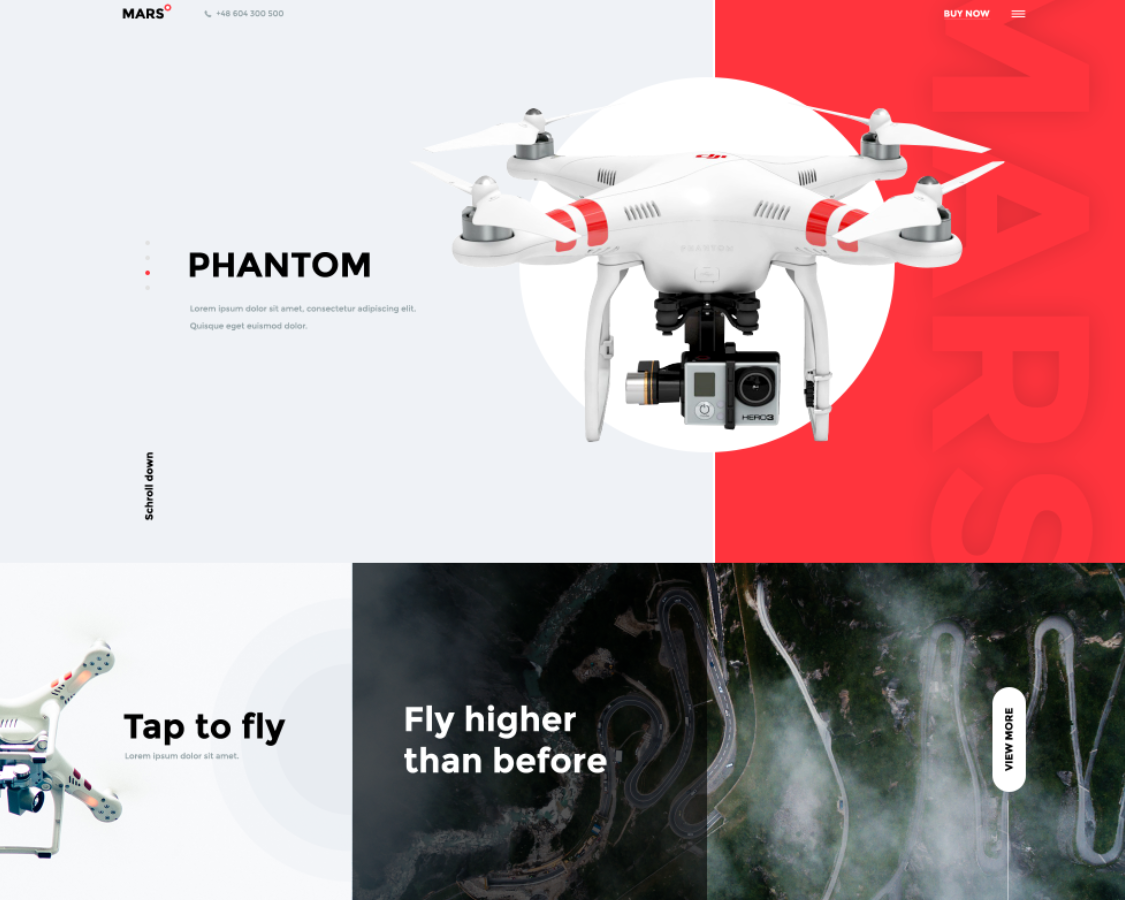 MARS
+48 604 300 500
BUY NOW
MARS
PHANTOM
PHANTOM
Lorem ipsum dolor sit amet, consectetur adipiscing elit.
Quisque eget euismod dolor.
HERO3
Schroll down
Tap to fly
Lorem ipsum dolor sit amet.
Fly higher
than before
VIEW MORE